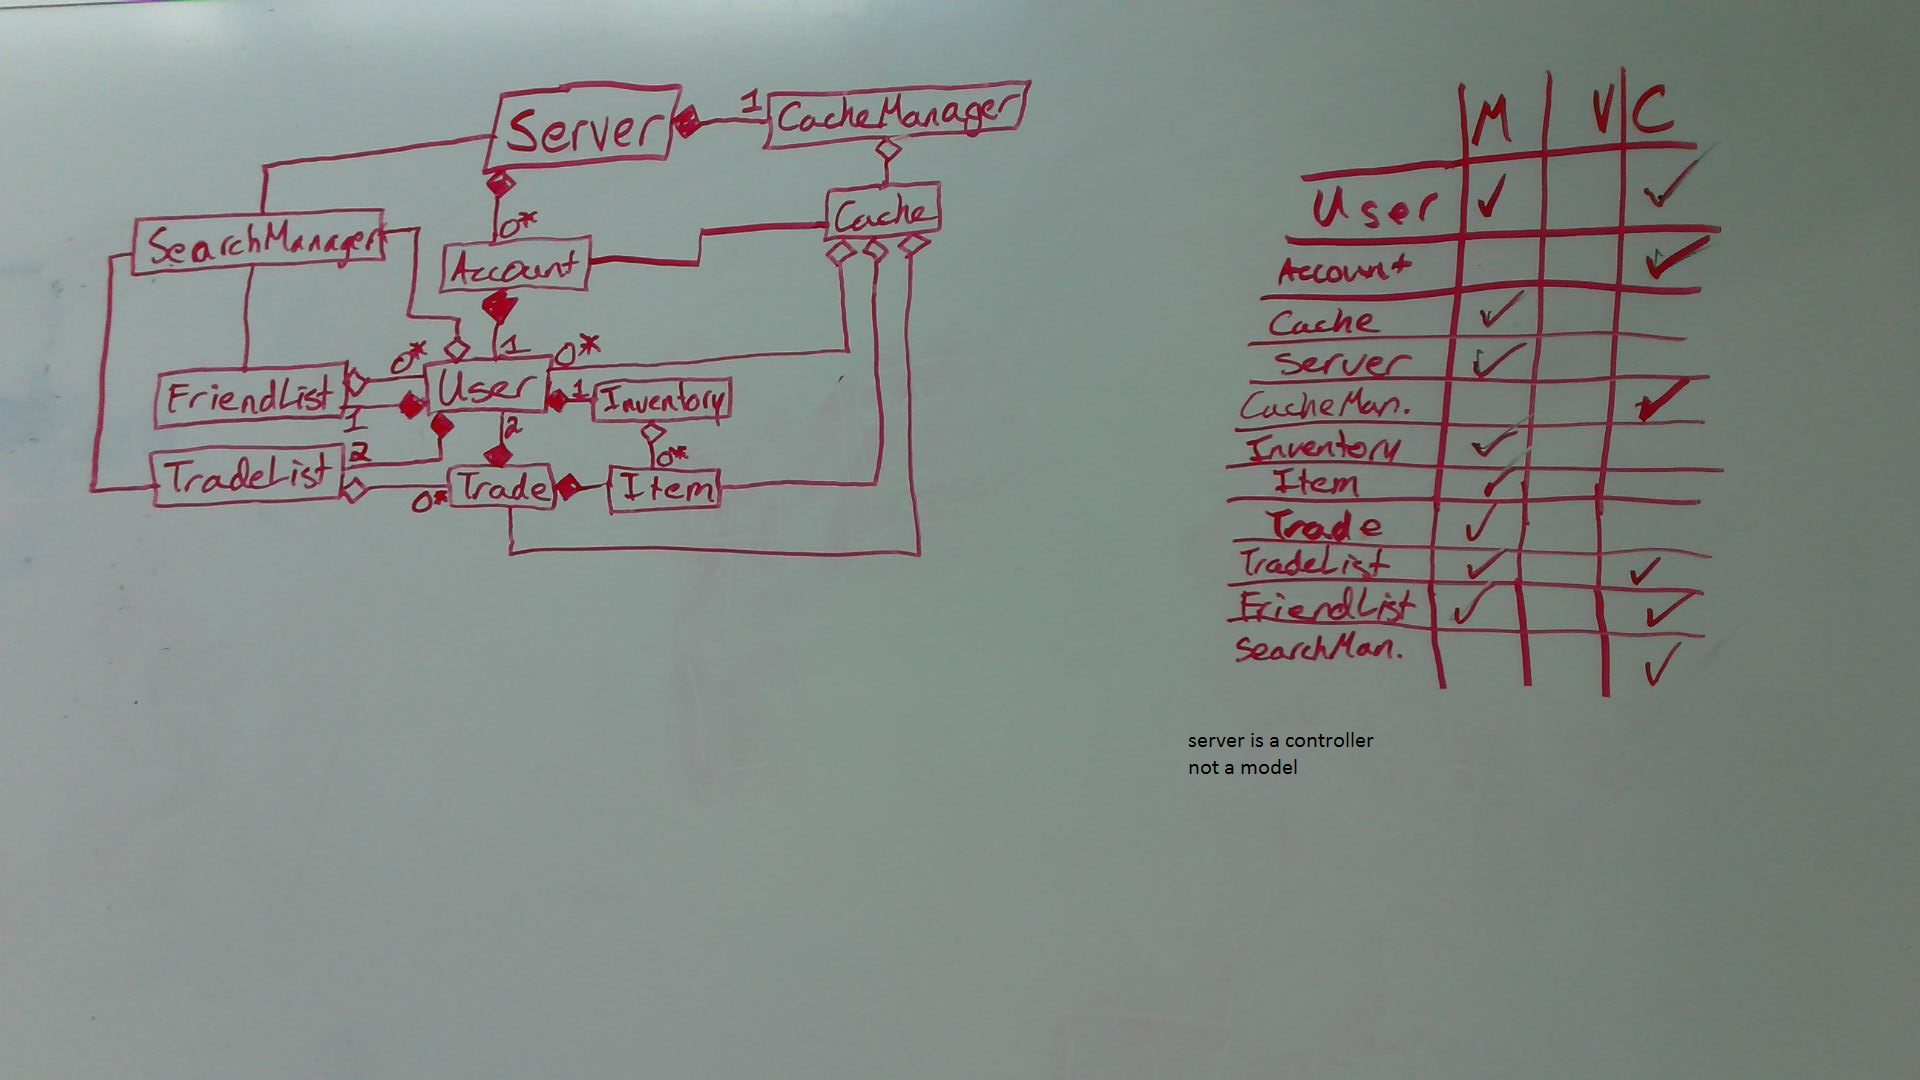 Server
1
CacheManager
0*
Cache
SearchManager
Account
0*
1
0*
FriendList
1
User
1
Inventory
2
2
0*
TradeList
0*
Trade
Item
M V C
User ✓ ✓
Account ✓
Cache ✓
Server ✓
CacheMan. ✓
Inventory ✓
Item ✓
Trade ✓
TradeList ✓ ✓
FriendList ✓ ✓
SearchMan. ✓
server is a controller
not a model